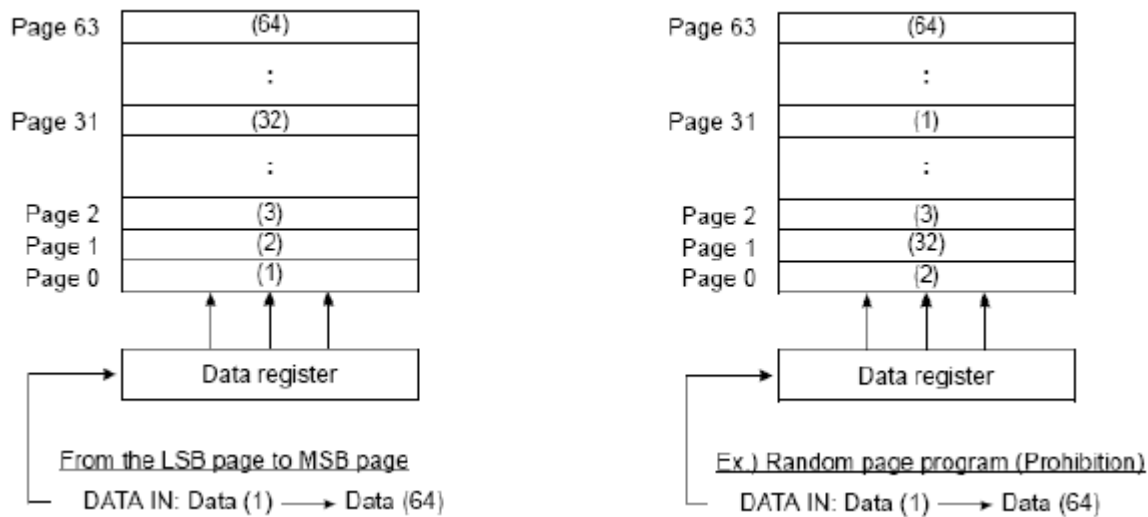 Page 63 (64)
:
Page 31 (32)
:
Page 2 (3)
Page 1 (2)
Page 0 (1)
Data register
From the LSB page to MSB page
DATA IN: Data (1) → Data (64)
Page 63 (64)
:
Page 31 (1)
:
Page 2 (3)
Page 1 (32)
Page 0 (2)
Data register
Ex.) Random page program (Prohibition)
DATA IN: Data (1) → Data (64)